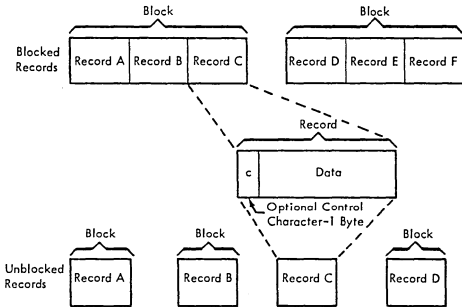 Block Block
Blocked Records
Record A Record B Record C Record D Record E Record F
Record
c Data
Optional Control
Character-1 Byte
Block Block Block
Unblocked Records
Record A Record B Record C Record D